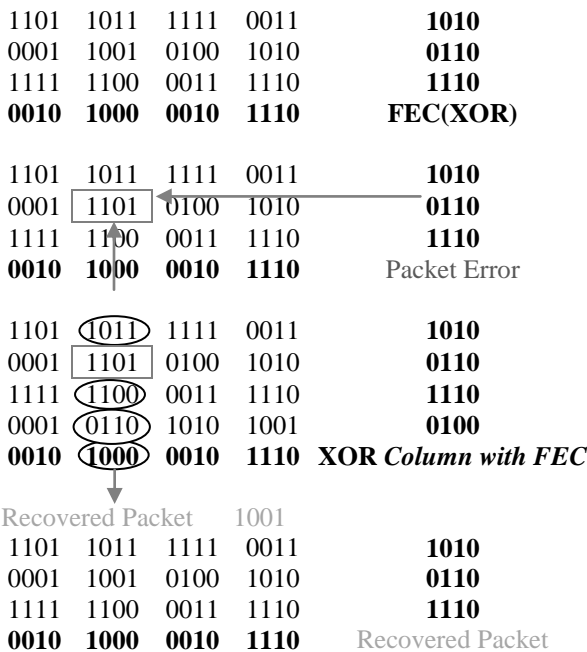 1101 1011 1111 0011 1010
0001 1001 0100 1010 0110
1111 1100 0011 1110 1110
0010 1000 0010 1110 FEC(XOR)
1101 1011 1111 0011 1010
0001 1101 0100 1010 0110
1111 1100 0011 1110 1110
0010 1000 0010 1110 Packet Error
1101 1011 1111 0011 1010
0001 1101 0100 1010 0110
1111 1100 0011 1110 1110
0001 0110 1010 1001 0100
0010 1000 0010 1110 XOR Column with FEC
Recovered Packet 1001
1101 1011 1111 0011 1010
0001 1001 0100 1010 0110
1111 1100 0011 1110 1110
0010 1000 0010 1110 Recovered Packet